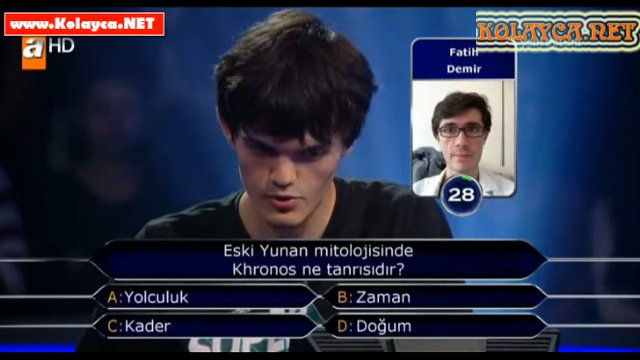 www.Kolayca.NET
KOLAYCA.NET
a HD
Fatih
Demir
28
Eski Yunan mitolojisinde
Khronos ne tanrısıdır?
A: Yolculuk
B: Zaman
C: Kader
D: Doğum